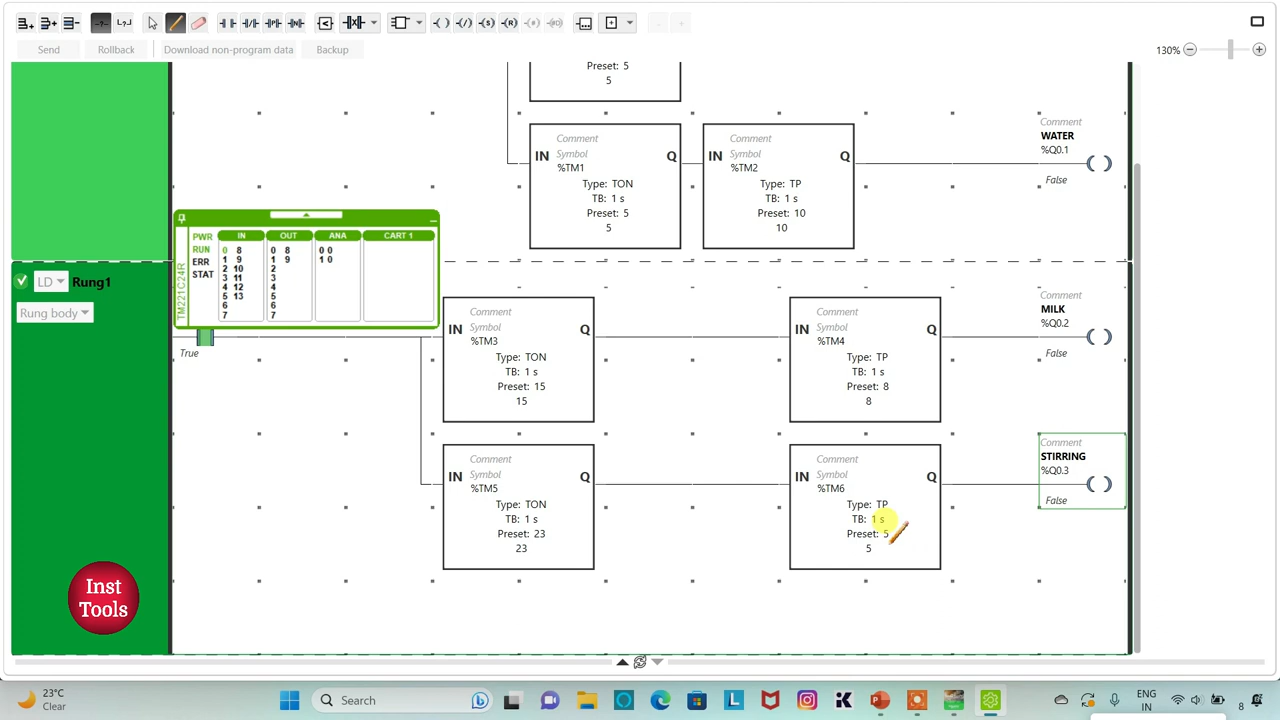 Send Rollback Download non-program data Backup 130%
Preset: 5
5
Comment
Symbol
%TM1
IN Q
Type: TON
TB: 1 s
Preset: 5
5
Comment
Symbol
%TM2
IN Q
Type: TP
TB: 1 s
Preset: 10
10
Comment
WATER
%Q0.1
False
TM221C24R
PWR
RUN
ERR
STAT
IN OUT ANA CART 1
0 8 0 8 0 0
1 9 1 9 1 0
2 10 2
3 11 3
4 12 4
5 13 5
6 6
7 7
LD Rung1
Rung body
True
Comment
Symbol
%TM3
IN Q
Type: TON
TB: 1 s
Preset: 15
15
Comment
Symbol
%TM4
IN Q
Type: TP
TB: 1 s
Preset: 8
8
Comment
MILK
%Q0.2
False
Comment
Symbol
%TM5
IN Q
Type: TON
TB: 1 s
Preset: 23
23
Comment
Symbol
%TM6
IN Q
Type: TP
TB: 1 s
Preset: 5
5
Comment
STIRRING
%Q0.3
False
Inst
Tools
23°C
Clear
Search
ENG
IN
8